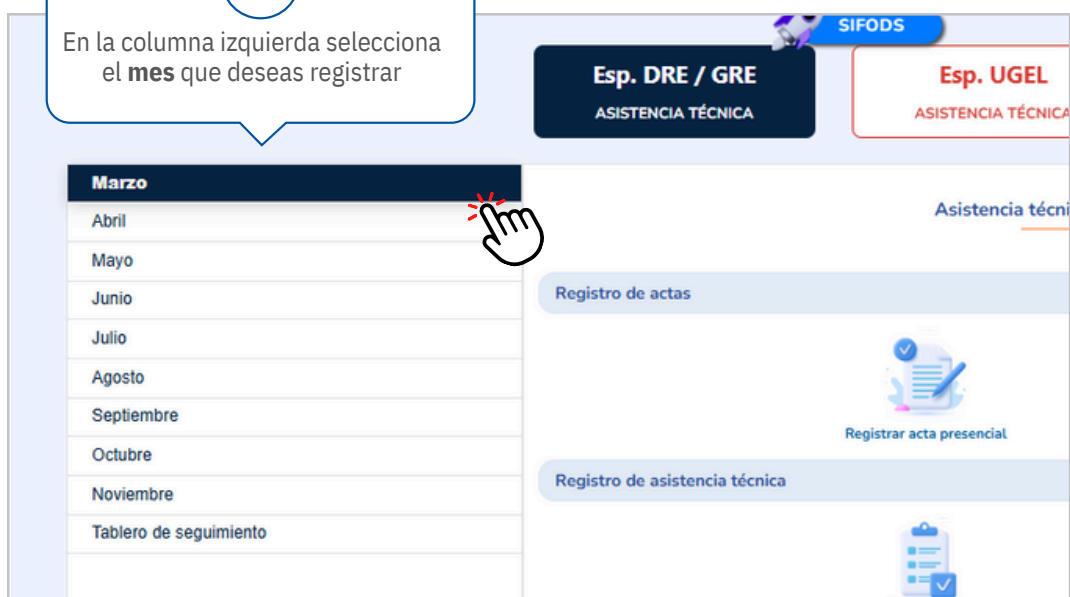 En la columna izquierda selecciona
el mes que deseas registrar
SIFODS
Esp. DRE / GRE
ASISTENCIA TÉCNICA
Esp. UGEL
ASISTENCIA TÉCNICA
Marzo
Abril
Mayo
Junio
Julio
Agosto
Septiembre
Octubre
Noviembre
Tablero de seguimiento
Asistencia técni
Registro de actas
Registrar acta presencial
Registro de asistencia técnica